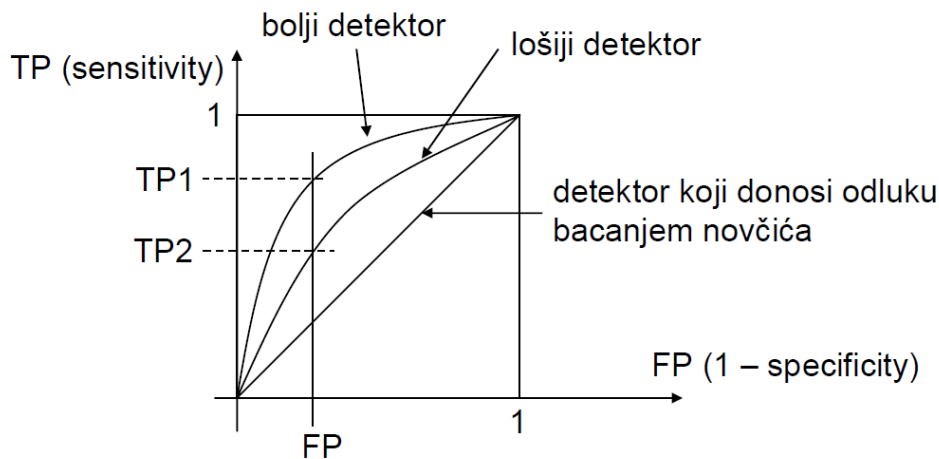 bolji detektor
lošiji detektor
TP (sensitivity)
1
TP1
detektor koji donosi odluku
bacanjem novčića
TP2
FP (1 – specificity)
1
FP